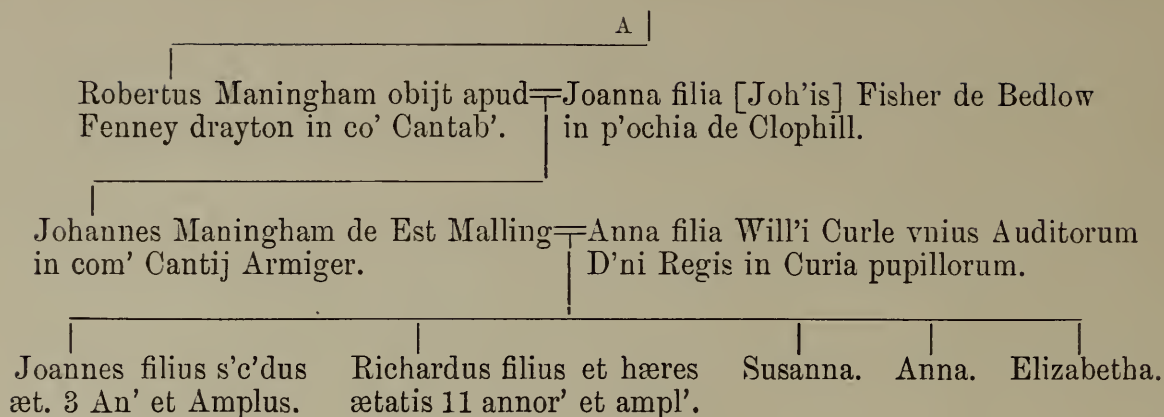 A
Robertus Maningham obijt apud
Fenney drayton in co' Cantab'.
Joanna filia [Joh'is] Fisher de Bedlow
in p'ochia de Clophill.
Johannes Maningham de Est Malling
in com' Cantij Armiger.
Anna filia Will'i Curle vnius Auditorum
D'ni Regis in Curia pupillorum.
Joannes filius s'c'dus
æt. 3 An' et Amplus.
Richardus filius et hæres
ætatis 11 annor' et ampl'.
Susanna.
Anna.
Elizabetha.